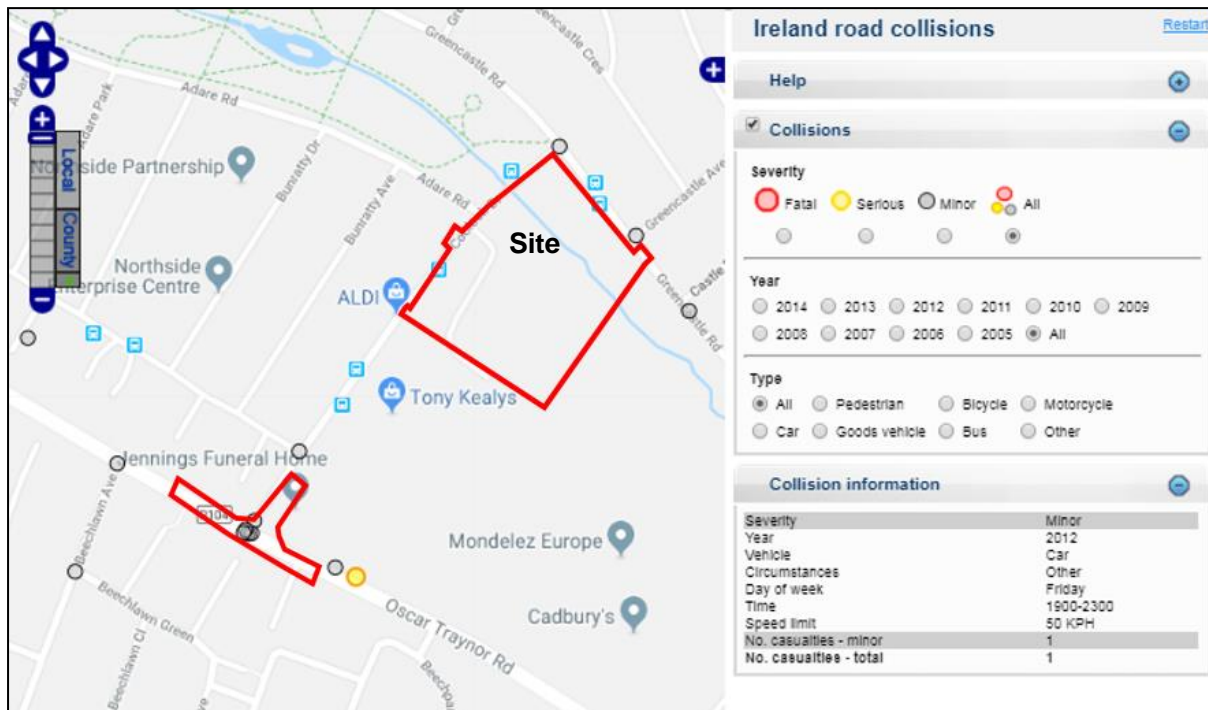 Greencastle Rd
Greencastle Cres
Adare Rd
Adare Park
Partnership
Bunratty Dr
Bunratty Ave
Adare Rd
Greencastle Ave
Site
Northside
Enterprise Centre
Local
County
ALDI
Castle
Greencastle Rd
Tony Kealys
Jennings Funeral Home
Beechlawn Ave
Mondelez Europe
Beechlawn Green
Beechlawn Cl
Oscar Traynor Rd
Cadbury's
Ireland road collisions
Restart
Help
Collisions
Severity
Fatal Serious Minor All
Year
2014 2013 2012 2011 2010 2009
2008 2007 2006 2005 All
Type
All Pedestrian Bicycle Motorcycle
Car Goods vehicle Bus Other
Collision information
Severity Minor
Year 2012
Vehicle Car
Circumstances Other
Day of week Friday
Time 1900-2300
Speed limit 50 KPH
No. casualties - minor 1
No. casualties - total 1